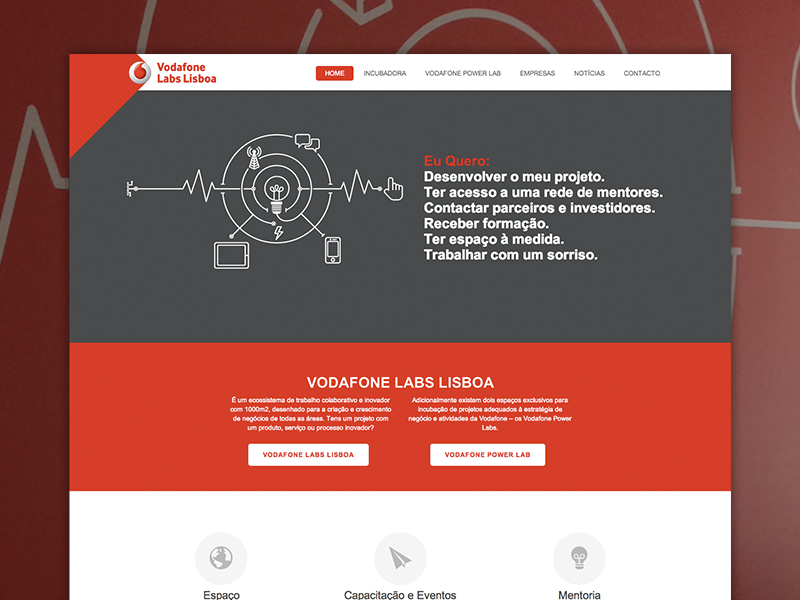 Vodafone
Labs Lisboa
HOME INCUBADORA VODAFONE POWER LAB EMPRESAS NOTÍCIAS CONTACTO
Eu Quero:
Desenvolver o meu projeto.
Ter acesso a uma rede de mentores.
Contactar parceiros e investidores.
Receber formação.
Ter espaço à medida.
Trabalhar com um sorriso.
VODAFONE LABS LISBOA
É um ecossistema de trabalho colaborativo e inovador
com 1000m2, desenhado para a criação e crescimento
de negócios de todas as áreas. Tens um projeto com
um produto, serviço ou processo inovador?
VODAFONE LABS LISBOA
Adicionalmente existem dois espaços exclusivos para
incubação de projetos adequados à estratégia de
negócio e atividades da Vodafone – os Vodafone Power
Labs.
VODAFONE POWER LAB
Espaço
Capacitação e Eventos
Mentoria